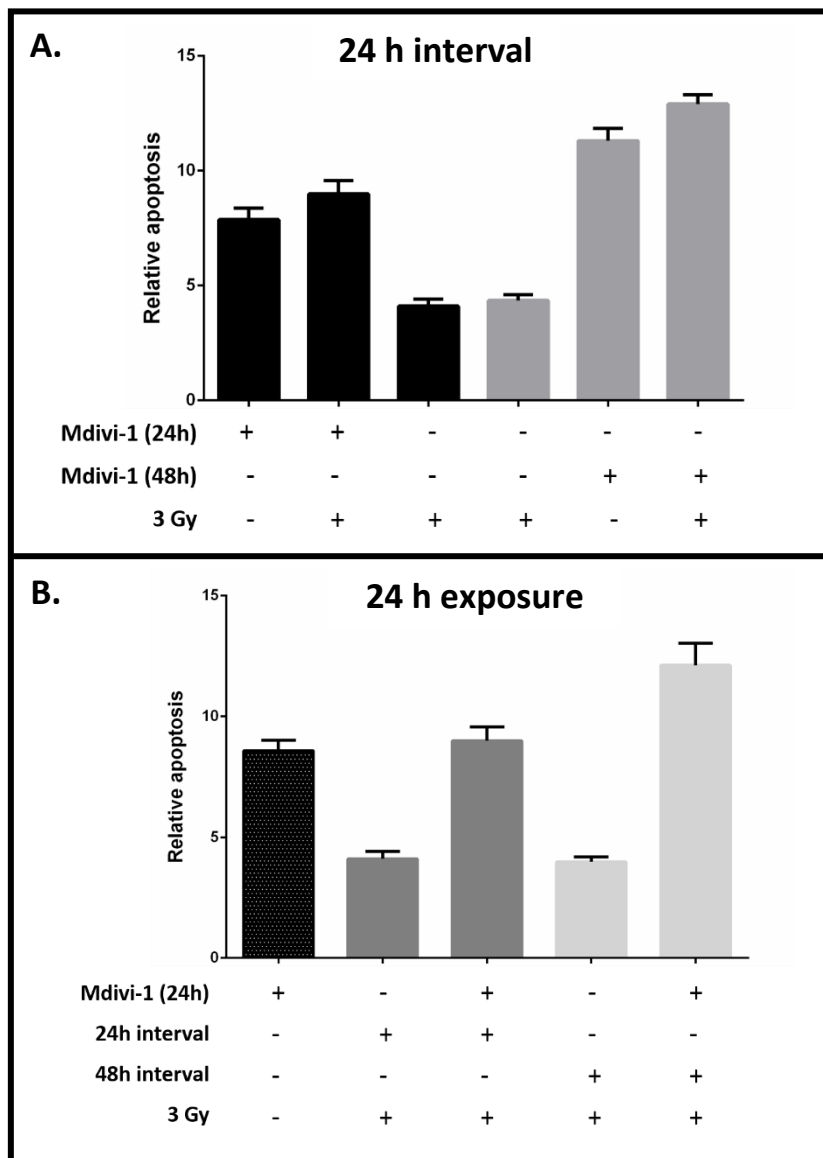 A.
24 h interval
15
10
5
0
Relative apoptosis
Mdivi-1 (24h) + + - - - -
Mdivi-1 (48h) - - - - + +
3 Gy - + + + - +
B.
24 h exposure
15
10
5
0
Relative apoptosis
Mdivi-1 (24h) + - + - +
24h interval - + + - -
48h interval - - - + +
3 Gy - + + + +